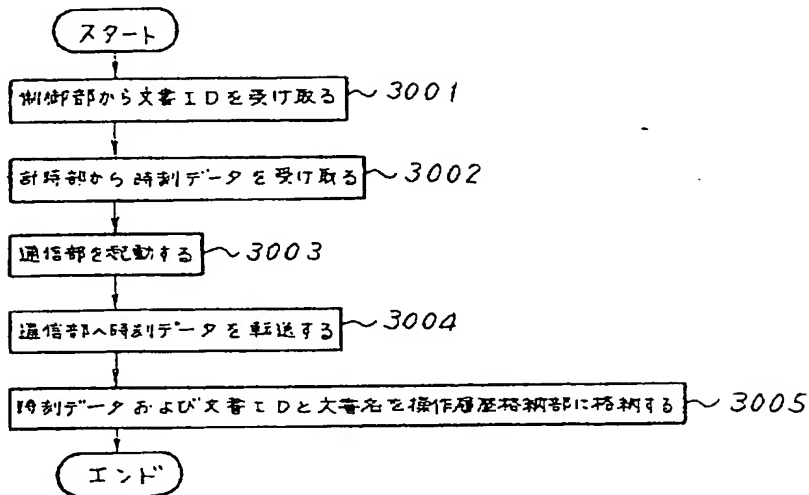 スタート
制御部から文書IDを受け取る 3001
計時部から時刻データを受け取る 3002
通信部を起動する 3003
通信部へ時刻データを転送する 3004
時刻データおよび文書IDと文書名を操作履歴格納部に格納する 3005
エンド